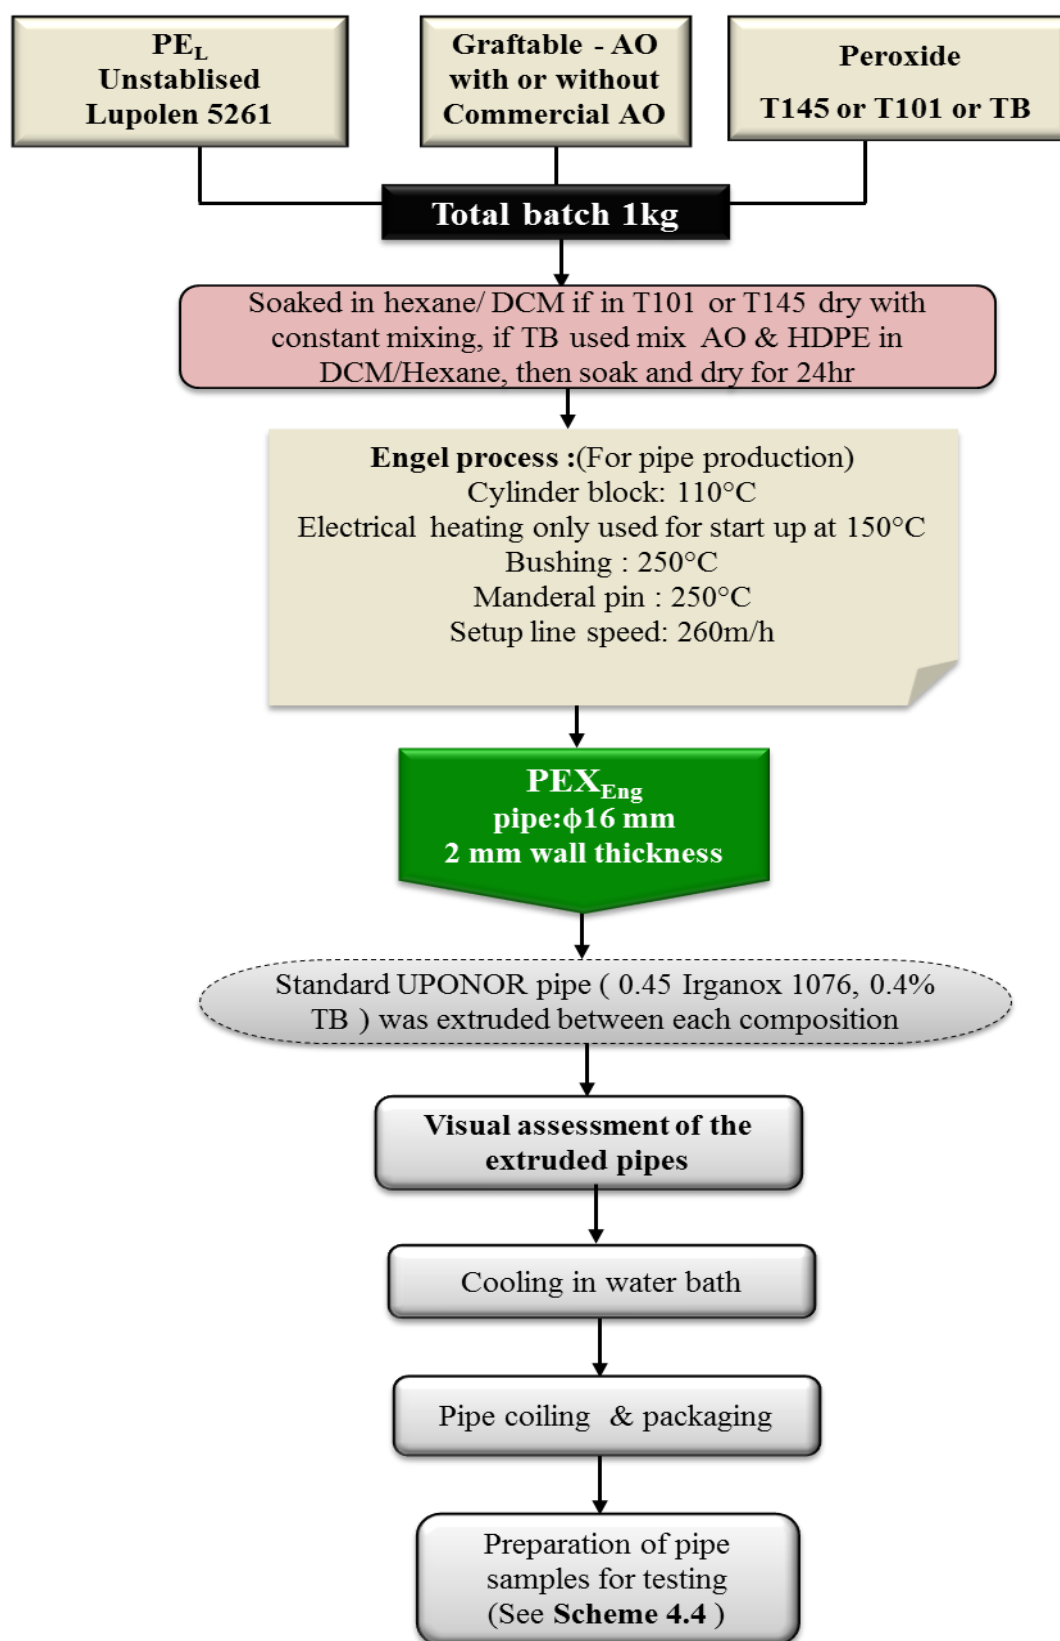 PEL
Unstablised
Lupolen 5261
Graftable - AO
with or without
Commercial AO
Peroxide
T145 or T101 or TB
Total batch 1kg
Soaked in hexane/ DCM if in T101 or T145 dry with
constant mixing, if TB used mix AO & HDPE in
DCM/Hexane, then soak and dry for 24hr
Engel process :(For pipe production)
Cylinder block: 110°C
Electrical heating only used for start up at 150°C
Bushing : 250°C
Manderal pin : 250°C
Setup line speed: 260m/h
PEXEng
pipe:ϕ16 mm
2 mm wall thickness
Standard UPONOR pipe ( 0.45 Irganox 1076, 0.4%
TB ) was extruded between each composition
Visual assessment of the
extruded pipes
Cooling in water bath
Pipe coiling & packaging
Preparation of pipe
samples for testing
(See Scheme 4.4 )